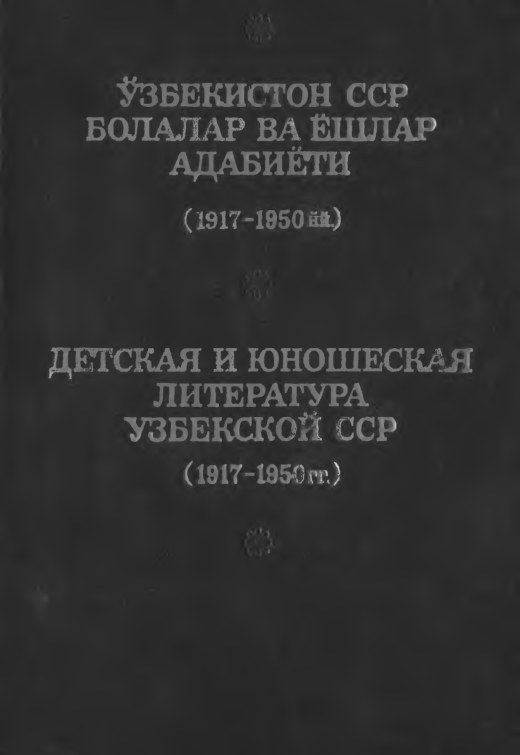 ЎЗБЕКИСТОН ССР
БОЛАЛАР ВА ЁШЛАР
АДАБИЁТИ
(1917-1950 йй.)
ДЕТСКАЯ И ЮНОШЕСКАЯ
ЛИТЕРАТУРА
УЗБЕКСКОЙ ССР
(1917-1950 гг.)